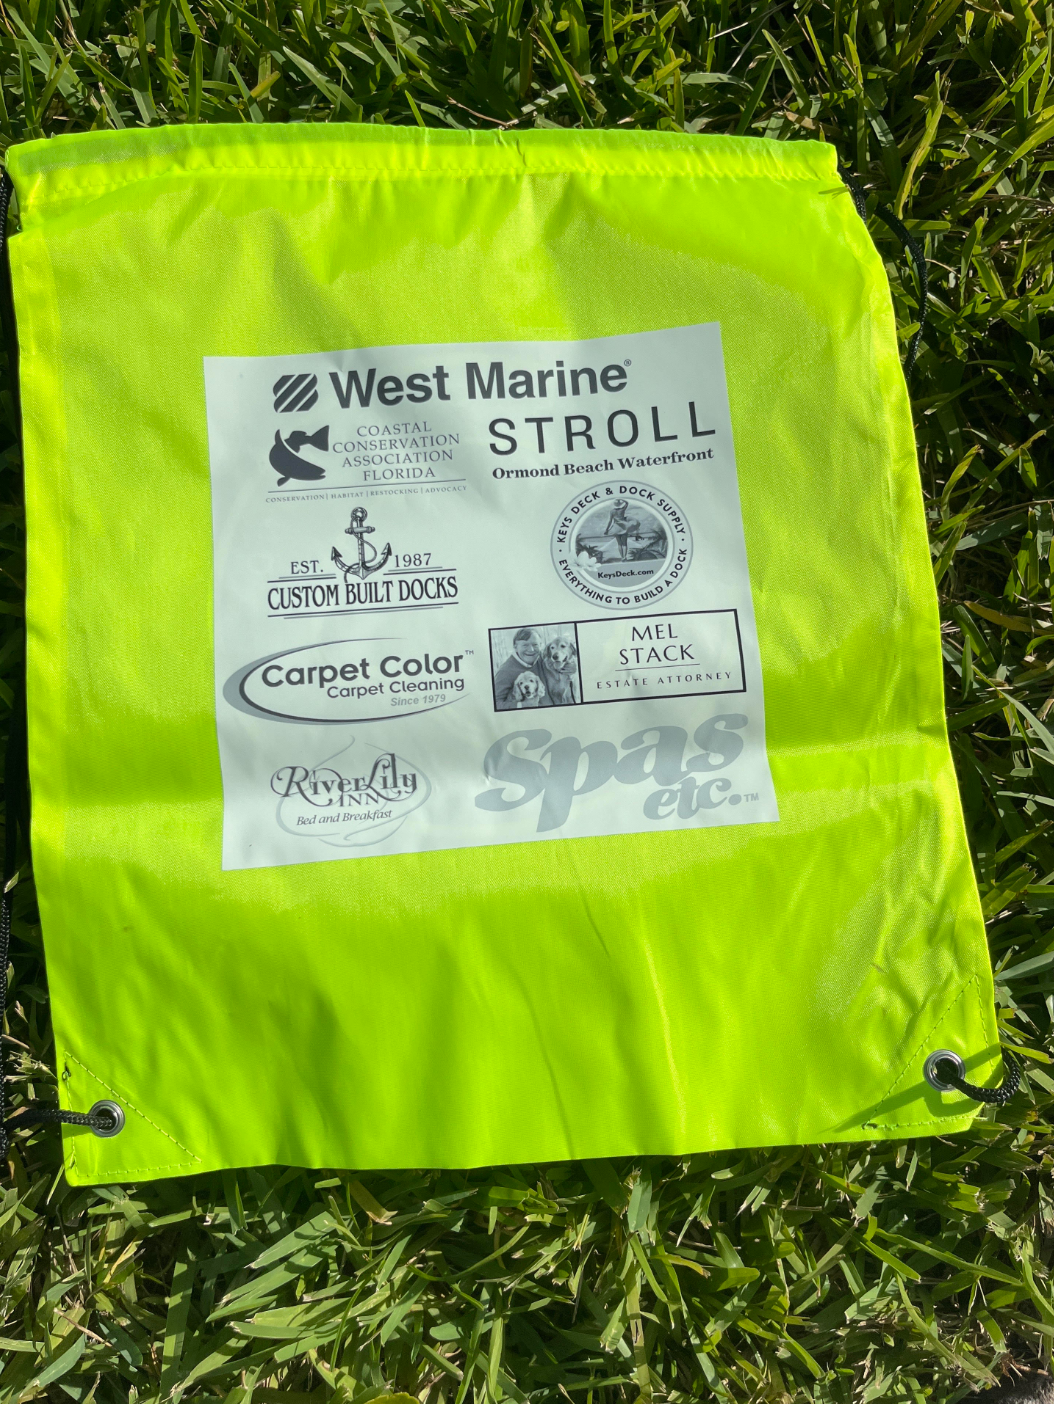 West Marine®
COASTAL
CONSERVATION
ASSOCIATION
FLORIDA
CONSERVATION | HABITAT | RESTOCKING | ADVOCACY
STROLL
Ormond Beach Waterfront
EST. 1987
CUSTOM BUILT DOCKS
· KEYS DECK & DOCK SUPPLY ·
EVERYTHING TO BUILD A DOCK
KeysDeck.com
Carpet Color™
Carpet Cleaning
Since 1979
MEL
STACK
ESTATE ATTORNEY
RiverLily
INN
Bed and Breakfast
Spas
etc.™